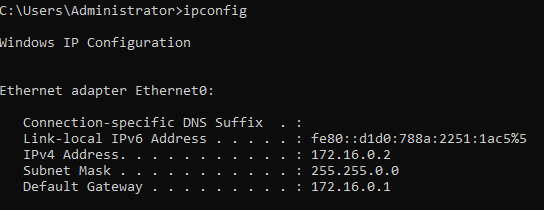 C:\Users\Administrator>ipconfig
Windows IP Configuration
Ethernet adapter Ethernet0:
Connection-specific DNS Suffix  . :
Link-local IPv6 Address . . . . . : fe80::d1d0:788a:2251:1ac5%5
IPv4 Address. . . . . . . . . . . : 172.16.0.2
Subnet Mask . . . . . . . . . . . : 255.255.0.0
Default Gateway . . . . . . . . . : 172.16.0.1